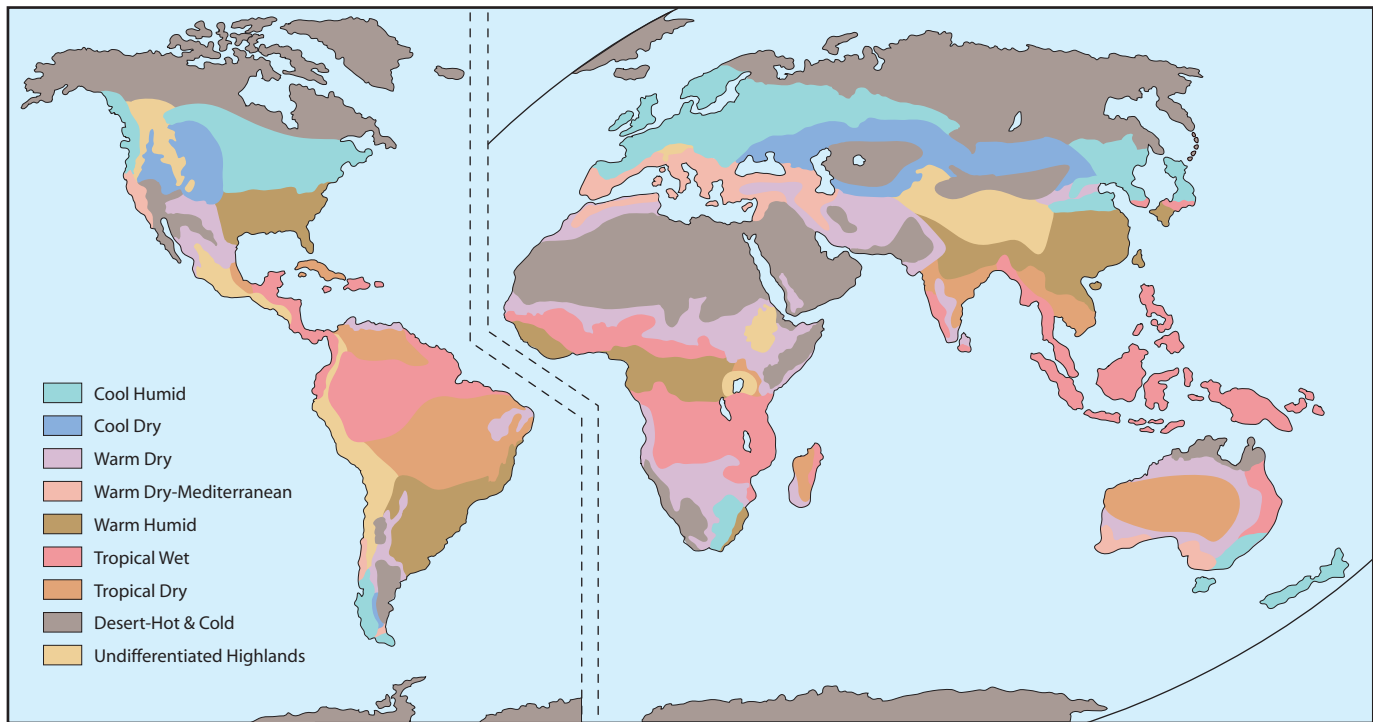 Cool Humid
Cool Dry
Warm Dry
Warm Dry-Mediterranean
Warm Humid
Tropical Wet
Tropical Dry
Desert-Hot & Cold
Undifferentiated Highlands